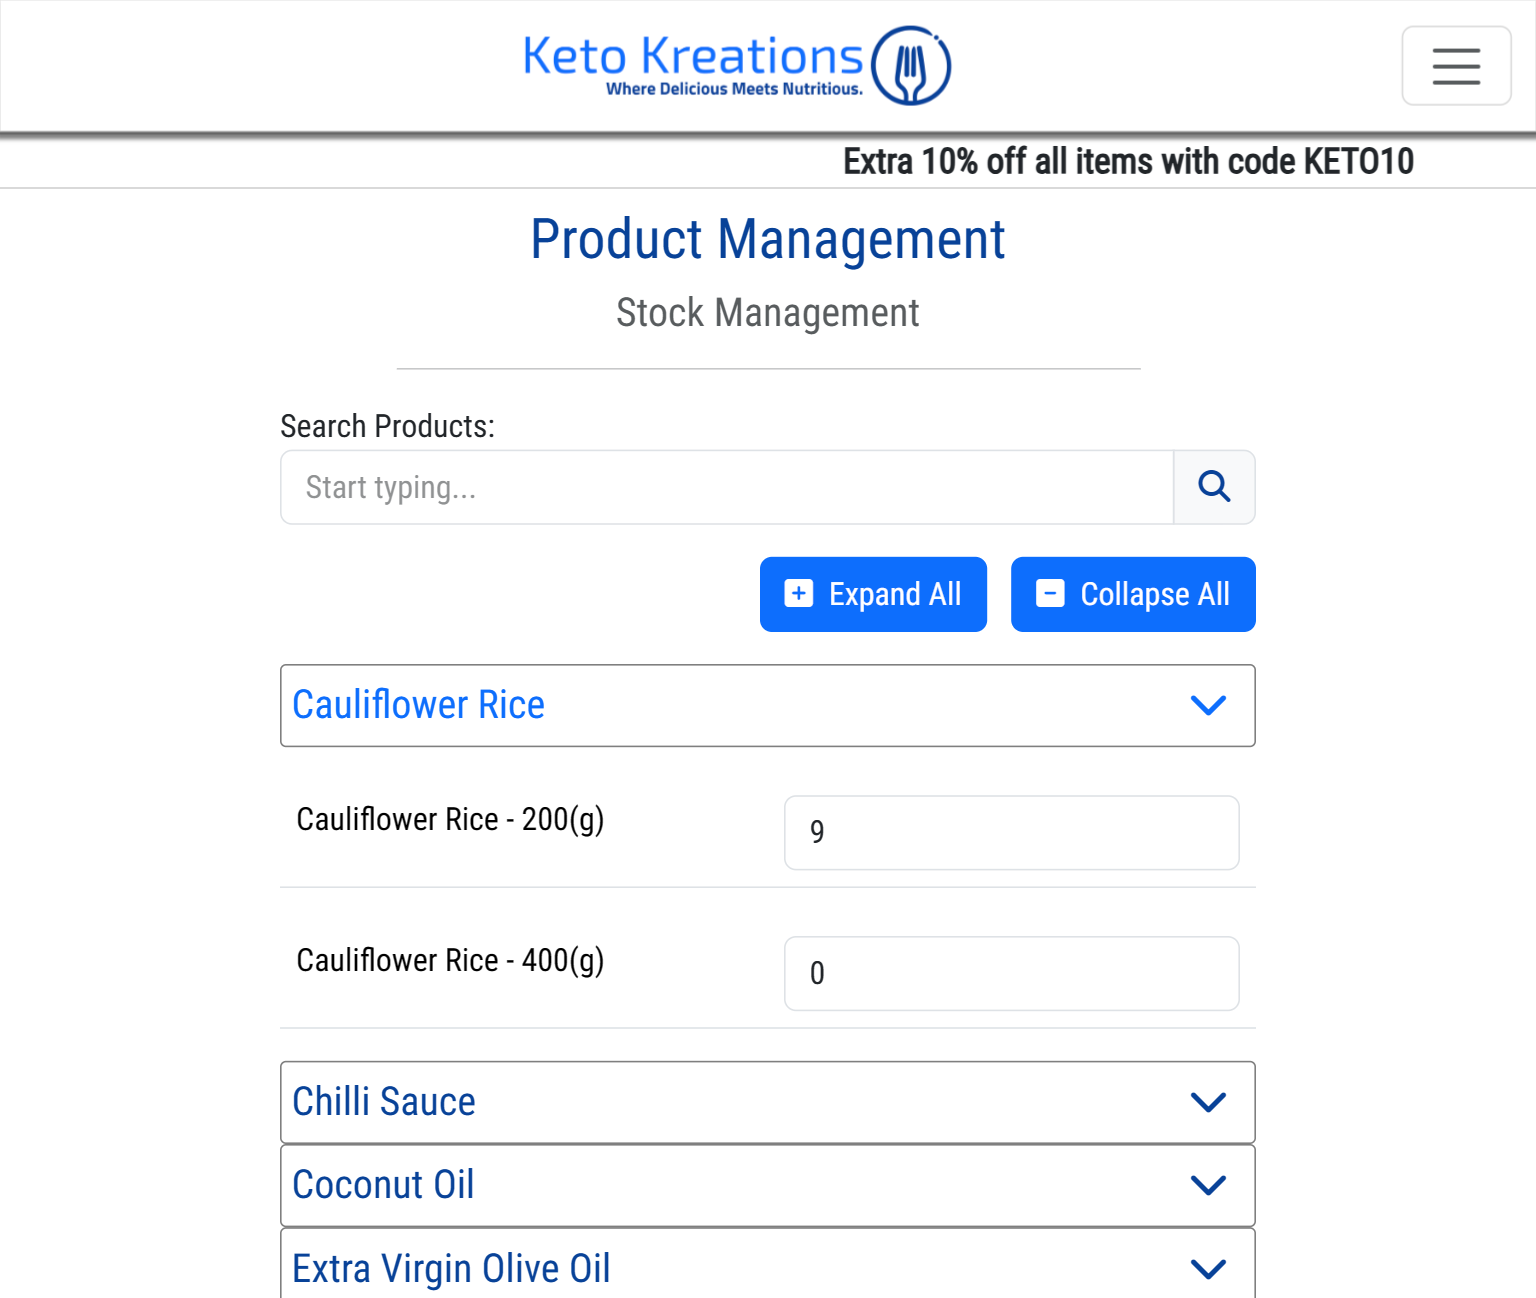 Keto Kreations
Where Delicious Meets Nutritious.
Extra 10% off all items with code KETO10
Product Management
Stock Management
Search Products:
Start typing...
Expand All
Collapse All
Cauliflower Rice
Cauliflower Rice - 200(g)
9
Cauliflower Rice - 400(g)
0
Chilli Sauce
Coconut Oil
Extra Virgin Olive Oil